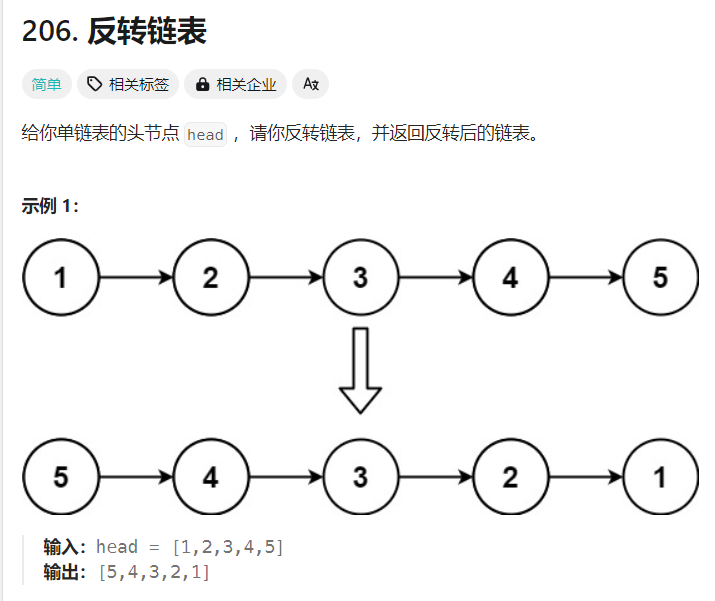 206. 反转链表
简单 相关标签 相关企业 Aあ
给你单链表的头节点 head ，请你反转链表，并返回反转后的链表。
示例 1：
1 2 3 4 5
5 4 3 2 1
输入：head = [1,2,3,4,5]
输出：[5,4,3,2,1]